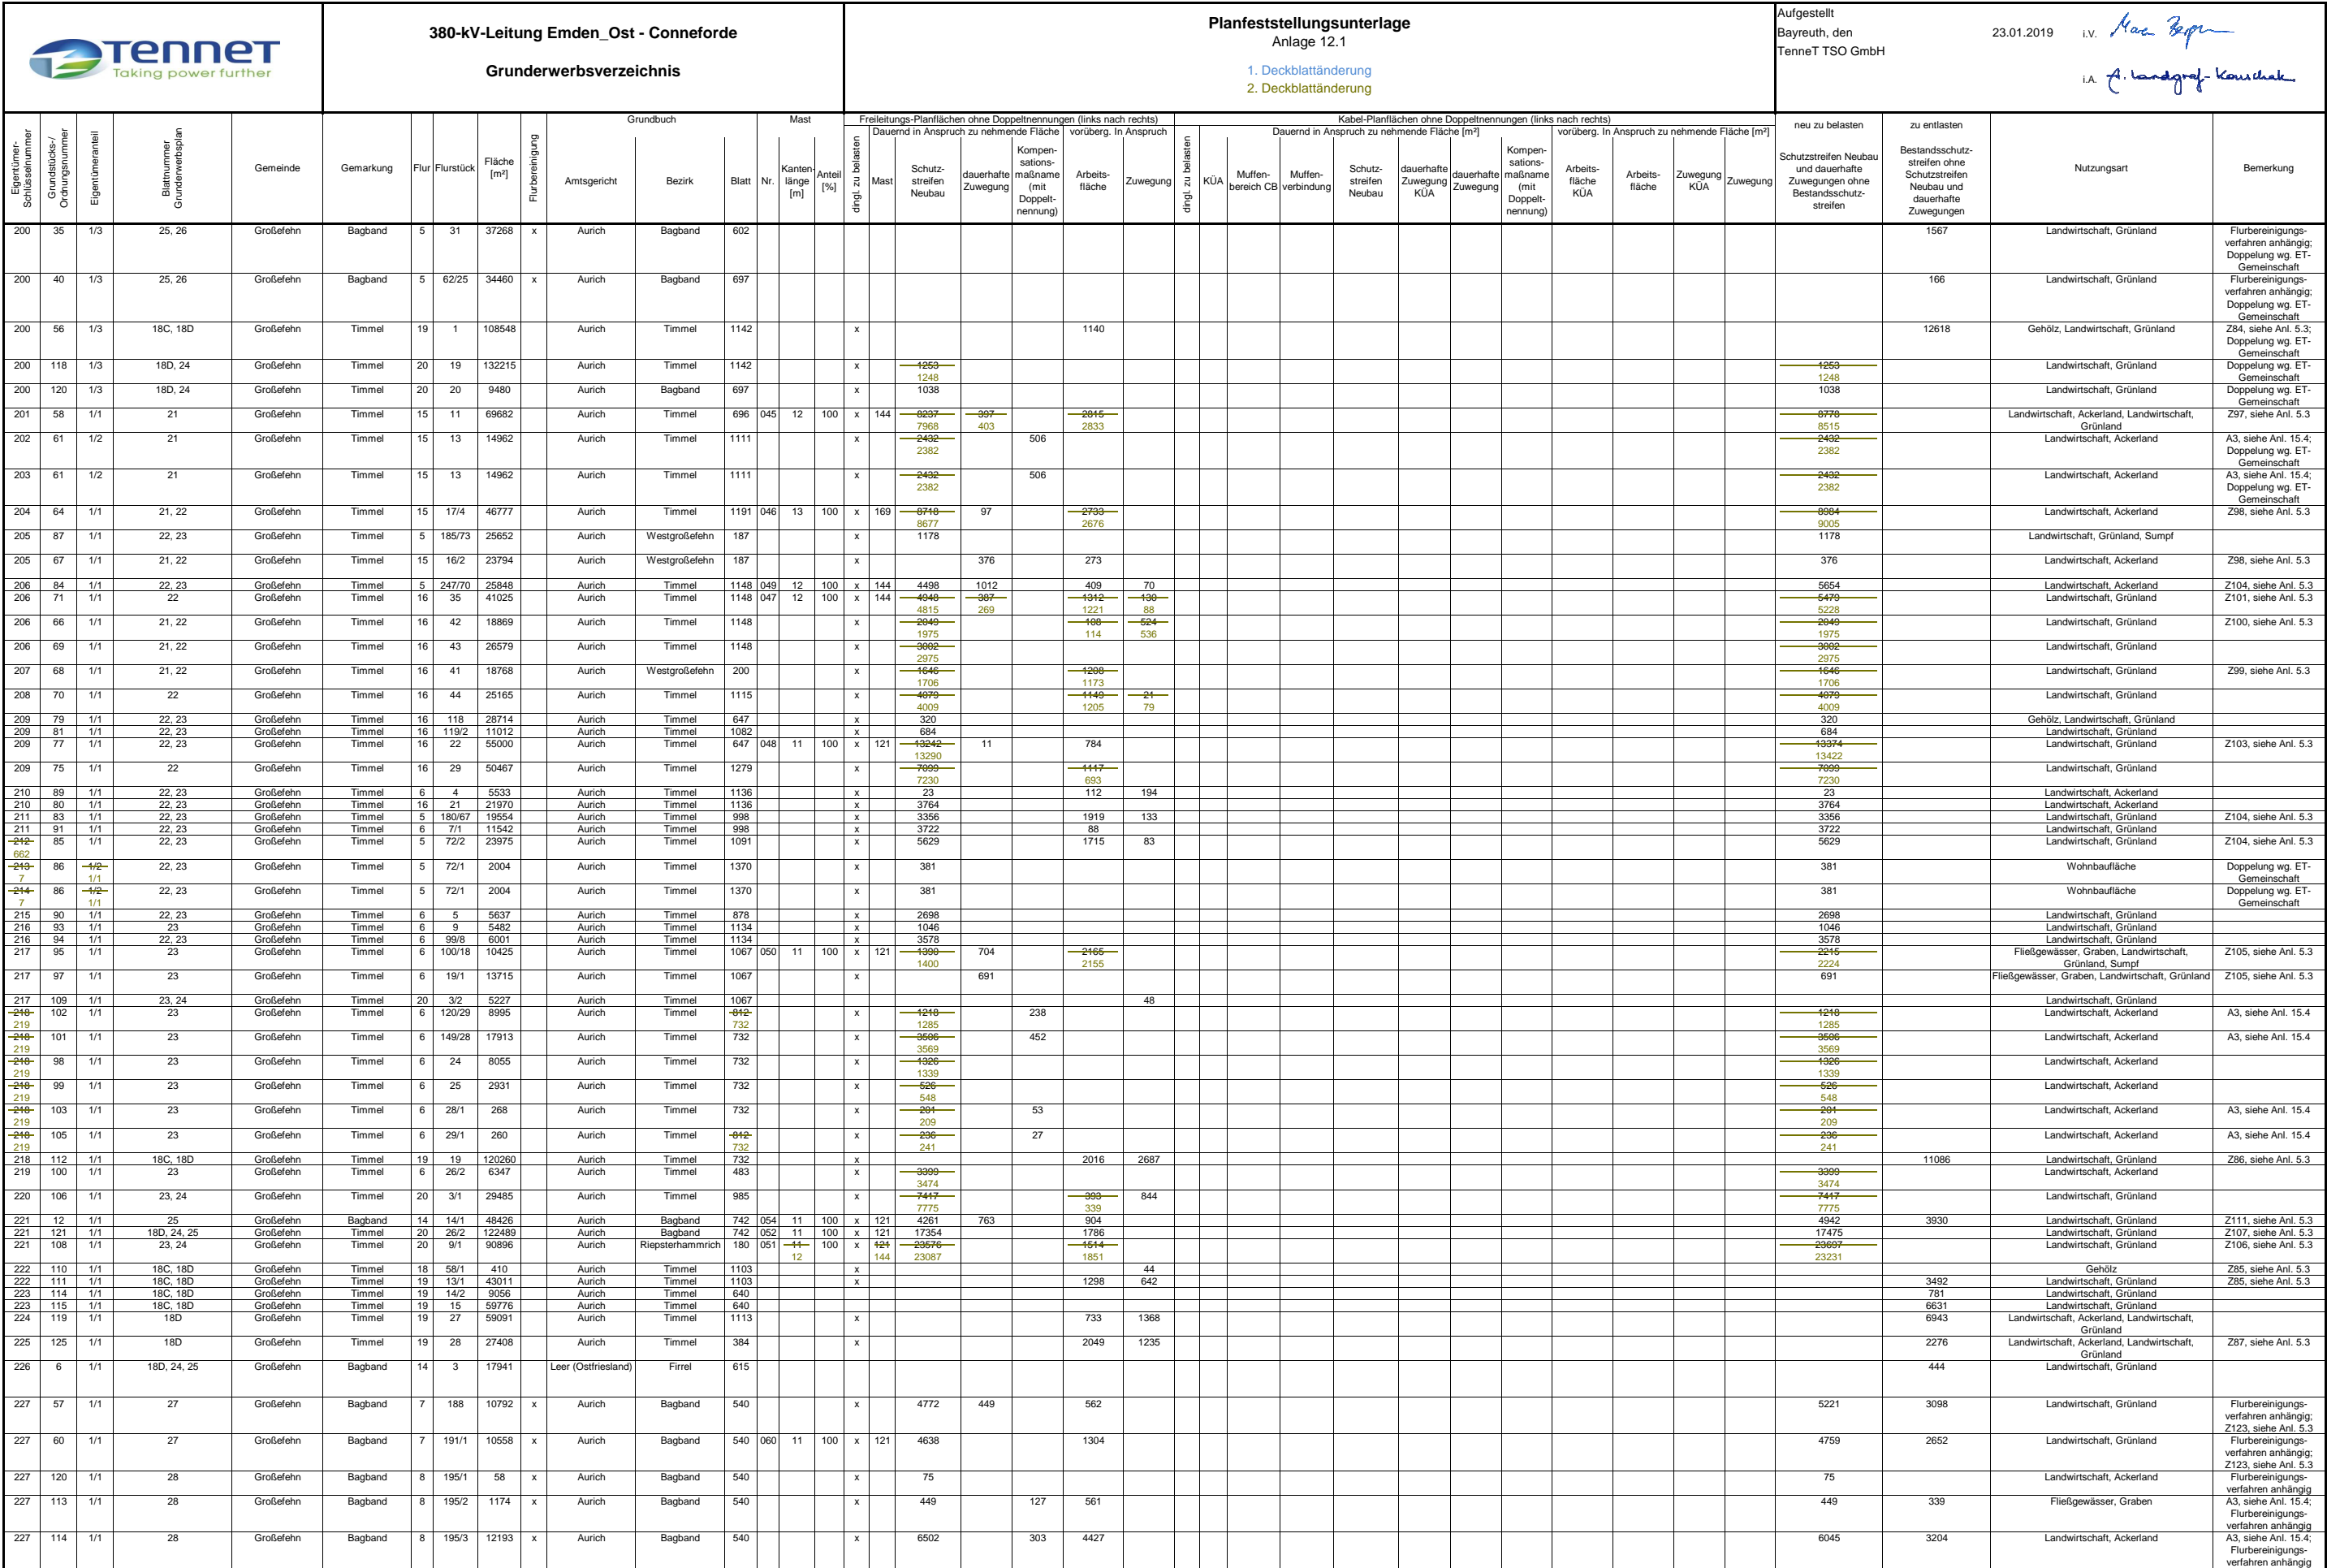 TENNET
Taking power further
380-kV-Leitung Emden_Ost - Conneforde
Grunderwerbsverzeichnis
Planfeststellungsunterlage
Anlage 12.1
1. Deckblattänderung
2. Deckblattänderung
Aufgestellt
Bayreuth, den 23.01.2019 i.V.
TenneT TSO GmbH
i.A. A. Landgraf-Konschak
Eigentümer-Schlüsselnummer
Grundstücks-/Ordnungsnummer
Eigentümeranteil
Blattnummer Grunderwerbsplan
Gemeinde
Gemarkung
Flur
Flurstück
Fläche [m²]
Flurbereinigung
Grundbuch
Amtsgericht
Bezirk
Blatt
Mast
Nr.
Kanten-länge [m]
Anteil [%]
Freileitungs-Planflächen ohne Doppeltnennungen (links nach rechts)
dingl. zu belasten
Dauernd in Anspruch zu nehmende Fläche
vorüberg. In Anspruch
Mast
Schutz-streifen Neubau
dauerhafte Zuwegung
Kompen-sations-maßname (mit Doppelt-nennung)
Arbeits-fläche
Zuwegung
Kabel-Planflächen ohne Doppeltnennungen (links nach rechts)
dingl. zu belasten
Dauernd in Anspruch zu nehmende Fläche [m²]
vorüberg. In Anspruch zu nehmende Fläche [m²]
KÜA
Muffen-bereich CB
Muffen-verbindung
Schutz-streifen Neubau
dauerhafte Zuwegung KÜA
dauerhafte Zuwegung
Kompen-sations-maßname (mit Doppelt-nennung)
Arbeits-fläche KÜA
Arbeits-fläche
Zuwegung KÜA
Zuwegung
neu zu belasten
Schutzstreifen Neubau und dauerhafte Zuwegungen ohne Bestandsschutz-streifen
zu entlasten
Bestandsschutz-streifen ohne Schutzstreifen Neubau und dauerhafte Zuwegungen
Nutzungsart
Bemerkung
200 35 1/3 25, 26 Großefehn Bagband 5 31 37268 x Aurich Bagband 602 1567 Landwirtschaft, Grünland Flurbereinigungs-verfahren anhängig; Doppelung wg. ET-Gemeinschaft
200 40 1/3 25, 26 Großefehn Bagband 5 62/25 34460 x Aurich Bagband 697 166 Landwirtschaft, Grünland Flurbereinigungs-verfahren anhängig; Doppelung wg. ET-Gemeinschaft
200 56 1/3 18C, 18D Großefehn Timmel 19 1 108548 Aurich Timmel 1142 x 1140 12618 Gehölz, Landwirtschaft, Grünland Z84, siehe Anl. 5.3; Doppelung wg. ET-Gemeinschaft
200 118 1/3 18D, 24 Großefehn Timmel 20 19 132215 Aurich Timmel 1142 x 1253 1248 1253 1248 Landwirtschaft, Grünland Doppelung wg. ET-Gemeinschaft
200 120 1/3 18D, 24 Großefehn Timmel 20 20 9480 Aurich Bagband 697 x 1038 1038 Landwirtschaft, Grünland Doppelung wg. ET-Gemeinschaft
201 58 1/1 21 Großefehn Timmel 15 11 69682 Aurich Timmel 696 045 12 100 x 144 8237 7968 397 403 2815 2833 8778 8515 Landwirtschaft, Ackerland, Landwirtschaft, Grünland Z97, siehe Anl. 5.3
202 61 1/2 21 Großefehn Timmel 15 13 14962 Aurich Timmel 1111 x 2432 2382 506 2432 2382 Landwirtschaft, Ackerland A3, siehe Anl. 15.4; Doppelung wg. ET-Gemeinschaft
203 61 1/2 21 Großefehn Timmel 15 13 14962 Aurich Timmel 1111 x 2432 2382 506 2432 2382 Landwirtschaft, Ackerland A3, siehe Anl. 15.4; Doppelung wg. ET-Gemeinschaft
204 64 1/1 21, 22 Großefehn Timmel 15 17/4 46777 Aurich Timmel 1191 046 13 100 x 169 8718 8677 97 2733 2676 8984 9005 Landwirtschaft, Ackerland Z98, siehe Anl. 5.3
205 87 1/1 22, 23 Großefehn Timmel 5 185/73 25652 Aurich Westgroßefehn 187 x 1178 1178 Landwirtschaft, Grünland, Sumpf
205 67 1/1 21, 22 Großefehn Timmel 15 16/2 23794 Aurich Westgroßefehn 187 x 376 273 376 Landwirtschaft, Ackerland Z98, siehe Anl. 5.3
206 84 1/1 22, 23 Großefehn Timmel 5 247/70 25848 Aurich Timmel 1148 049 12 100 x 144 4498 1012 409 70 5654 Landwirtschaft, Ackerland Z104, siehe Anl. 5.3
206 71 1/1 22 Großefehn Timmel 16 35 41025 Aurich Timmel 1148 047 12 100 x 144 4948 4815 387 269 1312 1221 130 88 5479 5228 Landwirtschaft, Grünland Z101, siehe Anl. 5.3
206 66 1/1 21, 22 Großefehn Timmel 16 42 18869 Aurich Timmel 1148 x 2049 1975 108 114 524 536 2049 1975 Landwirtschaft, Grünland Z100, siehe Anl. 5.3
206 69 1/1 21, 22 Großefehn Timmel 16 43 26579 Aurich Timmel 1148 x 3002 2975 3002 2975 Landwirtschaft, Grünland
207 68 1/1 21, 22 Großefehn Timmel 16 41 18768 Aurich Westgroßefehn 200 x 1646 1706 1208 1173 1646 1706 Landwirtschaft, Grünland Z99, siehe Anl. 5.3
208 70 1/1 22 Großefehn Timmel 16 44 25165 Aurich Timmel 1115 x 4079 4009 1149 1205 21 79 4079 4009 Landwirtschaft, Grünland
209 79 1/1 22, 23 Großefehn Timmel 16 118 28714 Aurich Timmel 647 x 320 320 Gehölz, Landwirtschaft, Grünland
209 81 1/1 22, 23 Großefehn Timmel 16 119/2 11012 Aurich Timmel 1082 x 684 684 Landwirtschaft, Grünland
209 77 1/1 22, 23 Großefehn Timmel 16 22 55000 Aurich Timmel 647 048 11 100 x 121 13242 13290 11 784 13374 13422 Landwirtschaft, Grünland Z103, siehe Anl. 5.3
209 75 1/1 22 Großefehn Timmel 16 29 50467 Aurich Timmel 1279 x 7099 7230 1117 693 7099 7230 Landwirtschaft, Grünland
210 89 1/1 22, 23 Großefehn Timmel 6 4 5533 Aurich Timmel 1136 x 23 112 194 23 Landwirtschaft, Ackerland
210 80 1/1 22, 23 Großefehn Timmel 16 21 21970 Aurich Timmel 1136 x 3764 3764 Landwirtschaft, Ackerland
211 83 1/1 22, 23 Großefehn Timmel 5 180/67 19554 Aurich Timmel 998 x 3356 1919 133 3356 Landwirtschaft, Grünland Z104, siehe Anl. 5.3
211 91 1/1 22, 23 Großefehn Timmel 6 7/1 11542 Aurich Timmel 998 x 3722 88 3722 Landwirtschaft, Grünland
212 662 85 1/1 22, 23 Großefehn Timmel 5 72/2 23975 Aurich Timmel 1091 x 5629 1715 83 5629 Landwirtschaft, Grünland Z104, siehe Anl. 5.3
213 7 86 1/2 1/1 22, 23 Großefehn Timmel 5 72/1 2004 Aurich Timmel 1370 x 381 381 Wohnbaufläche Doppelung wg. ET-Gemeinschaft
214 7 86 1/2 1/1 22, 23 Großefehn Timmel 5 72/1 2004 Aurich Timmel 1370 x 381 381 Wohnbaufläche Doppelung wg. ET-Gemeinschaft
215 90 1/1 22, 23 Großefehn Timmel 6 5 5637 Aurich Timmel 878 x 2698 2698 Landwirtschaft, Grünland
216 93 1/1 23 Großefehn Timmel 6 9 5482 Aurich Timmel 1134 x 1046 1046 Landwirtschaft, Grünland
216 94 1/1 22, 23 Großefehn Timmel 6 99/8 6001 Aurich Timmel 1134 x 3578 3578 Landwirtschaft, Grünland
217 95 1/1 23 Großefehn Timmel 6 100/18 10425 Aurich Timmel 1067 050 11 100 x 121 1390 1400 704 2165 2155 2215 2224 Fließgewässer, Graben, Landwirtschaft, Grünland, Sumpf Z105, siehe Anl. 5.3
217 97 1/1 23 Großefehn Timmel 6 19/1 13715 Aurich Timmel 1067 x 691 691 Fließgewässer, Graben, Landwirtschaft, Grünland Z105, siehe Anl. 5.3
217 109 1/1 23, 24 Großefehn Timmel 20 3/2 5227 Aurich Timmel 1067 48 Landwirtschaft, Grünland
218 219 102 1/1 23 Großefehn Timmel 6 120/29 8995 Aurich Timmel 812 732 x 1218 1285 238 1218 1285 Landwirtschaft, Ackerland A3, siehe Anl. 15.4
218 219 101 1/1 23 Großefehn Timmel 6 149/28 17913 Aurich Timmel 732 x 3506 3569 452 3506 3569 Landwirtschaft, Ackerland A3, siehe Anl. 15.4
218 219 98 1/1 23 Großefehn Timmel 6 24 8055 Aurich Timmel 732 x 1326 1339 1326 1339 Landwirtschaft, Ackerland
218 219 99 1/1 23 Großefehn Timmel 6 25 2931 Aurich Timmel 732 x 526 548 526 548 Landwirtschaft, Ackerland
218 219 103 1/1 23 Großefehn Timmel 6 28/1 268 Aurich Timmel 732 x 201 209 53 201 209 Landwirtschaft, Ackerland A3, siehe Anl. 15.4
218 219 105 1/1 23 Großefehn Timmel 6 29/1 260 Aurich Timmel 812 732 x 236 241 27 236 241 Landwirtschaft, Ackerland A3, siehe Anl. 15.4
218 112 1/1 18C, 18D Großefehn Timmel 19 19 120260 Aurich Timmel 732 x 2016 2687 11086 Landwirtschaft, Grünland Z86, siehe Anl. 5.3
219 100 1/1 23 Großefehn Timmel 6 26/2 6347 Aurich Timmel 483 x 3399 3474 3399 3474 Landwirtschaft, Ackerland
220 106 1/1 23, 24 Großefehn Timmel 20 3/1 29485 Aurich Timmel 985 x 7417 7775 393 339 844 7417 7775 Landwirtschaft, Grünland
221 12 1/1 25 Großefehn Bagband 14 14/1 48426 Aurich Bagband 742 054 11 100 x 121 4261 763 904 4942 3930 Landwirtschaft, Grünland Z111, siehe Anl. 5.3
221 121 1/1 18D, 24, 25 Großefehn Timmel 20 26/2 122489 Aurich Bagband 742 052 11 100 x 121 17354 1786 17475 Landwirtschaft, Grünland Z107, siehe Anl. 5.3
221 108 1/1 23, 24 Großefehn Timmel 20 9/1 90896 Aurich Riepsterhammrich 180 051 11 12 100 x 121 144 23576 23087 1514 1851 23697 23231 Landwirtschaft, Grünland Z106, siehe Anl. 5.3
222 110 1/1 18C, 18D Großefehn Timmel 18 58/1 410 Aurich Timmel 1103 x 44 Gehölz Z85, siehe Anl. 5.3
222 111 1/1 18C, 18D Großefehn Timmel 19 13/1 43011 Aurich Timmel 1103 x 1298 642 3492 Landwirtschaft, Grünland Z85, siehe Anl. 5.3
223 114 1/1 18C, 18D Großefehn Timmel 19 14/2 9056 Aurich Timmel 640 781 Landwirtschaft, Grünland
223 115 1/1 18C, 18D Großefehn Timmel 19 15 59776 Aurich Timmel 640 6631 Landwirtschaft, Grünland
224 119 1/1 18D Großefehn Timmel 19 27 59091 Aurich Timmel 1113 x 733 1368 6943 Landwirtschaft, Ackerland, Landwirtschaft, Grünland
225 125 1/1 18D Großefehn Timmel 19 28 27408 Aurich Timmel 384 x 2049 1235 2276 Landwirtschaft, Ackerland, Landwirtschaft, Grünland Z87, siehe Anl. 5.3
226 6 1/1 18D, 24, 25 Großefehn Bagband 14 3 17941 Leer (Ostfriesland) Firrel 615 444 Landwirtschaft, Grünland
227 57 1/1 27 Großefehn Bagband 7 188 10792 x Aurich Bagband 540 x 4772 449 562 5221 3098 Landwirtschaft, Grünland Flurbereinigungs-verfahren anhängig; Z123, siehe Anl. 5.3
227 60 1/1 27 Großefehn Bagband 7 191/1 10558 x Aurich Bagband 540 060 11 100 x 121 4638 1304 4759 2652 Landwirtschaft, Grünland Flurbereinigungs-verfahren anhängig; Z123, siehe Anl. 5.3
227 120 1/1 28 Großefehn Bagband 8 195/1 58 x Aurich Bagband 540 x 75 75 Landwirtschaft, Ackerland Flurbereinigungs-verfahren anhängig
227 113 1/1 28 Großefehn Bagband 8 195/2 1174 x Aurich Bagband 540 x 449 127 561 449 339 Fließgewässer, Graben A3, siehe Anl. 15.4; Flurbereinigungs-verfahren anhängig
227 114 1/1 28 Großefehn Bagband 8 195/3 12193 x Aurich Bagband 540 x 6502 303 4427 6045 3204 Landwirtschaft, Ackerland A3, siehe Anl. 15.4; Flurbereinigungs-verfahren anhängig